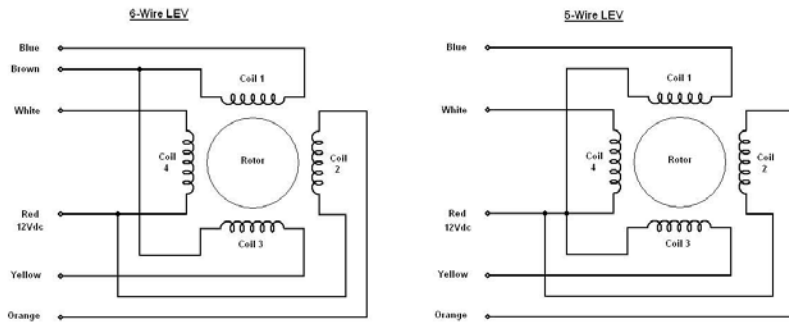 6-Wire LEV
Blue
Brown
Coil 1
White
Coil
4
Rotor
Coil
2
Red
12Vdc
Coil 3
Yellow
Orange
5-Wire LEV
Blue
Coil 1
White
Coil
4
Rotor
Coil
2
Red
12Vdc
Coil 3
Yellow
Orange